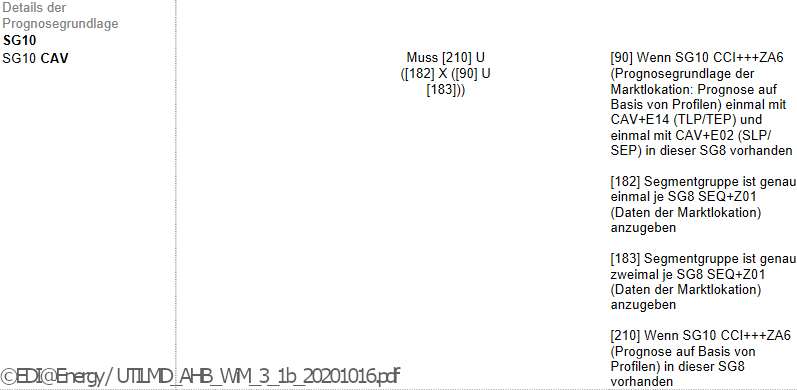 Details der
Prognosegrundlage
SG10
SG10 CAV
Muss [210] U
([182] X ([90] U
[183]))
[90] Wenn SG10 CCI+++ZA6
(Prognosegrundlage der
Marktlokation: Prognose auf
Basis von Profilen) einmal mit
CAV+E14 (TLP/TEP) und
einmal mit CAV+E02 (SLP/
SEP) in dieser SG8 vorhanden
[182] Segmentgruppe ist genau
einmal je SG8 SEQ+Z01
(Daten der Marktlokation)
anzugeben
[183] Segmentgruppe ist genau
zweimal je SG8 SEQ+Z01
(Daten der Marktlokation)
anzugeben
[210] Wenn SG10 CCI+++ZA6
(Prognose auf Basis von
Profilen) in dieser SG8
vorhanden
©EDI@Energy / UTILMD_AHB_WiM_3_1b_20201016.pdf